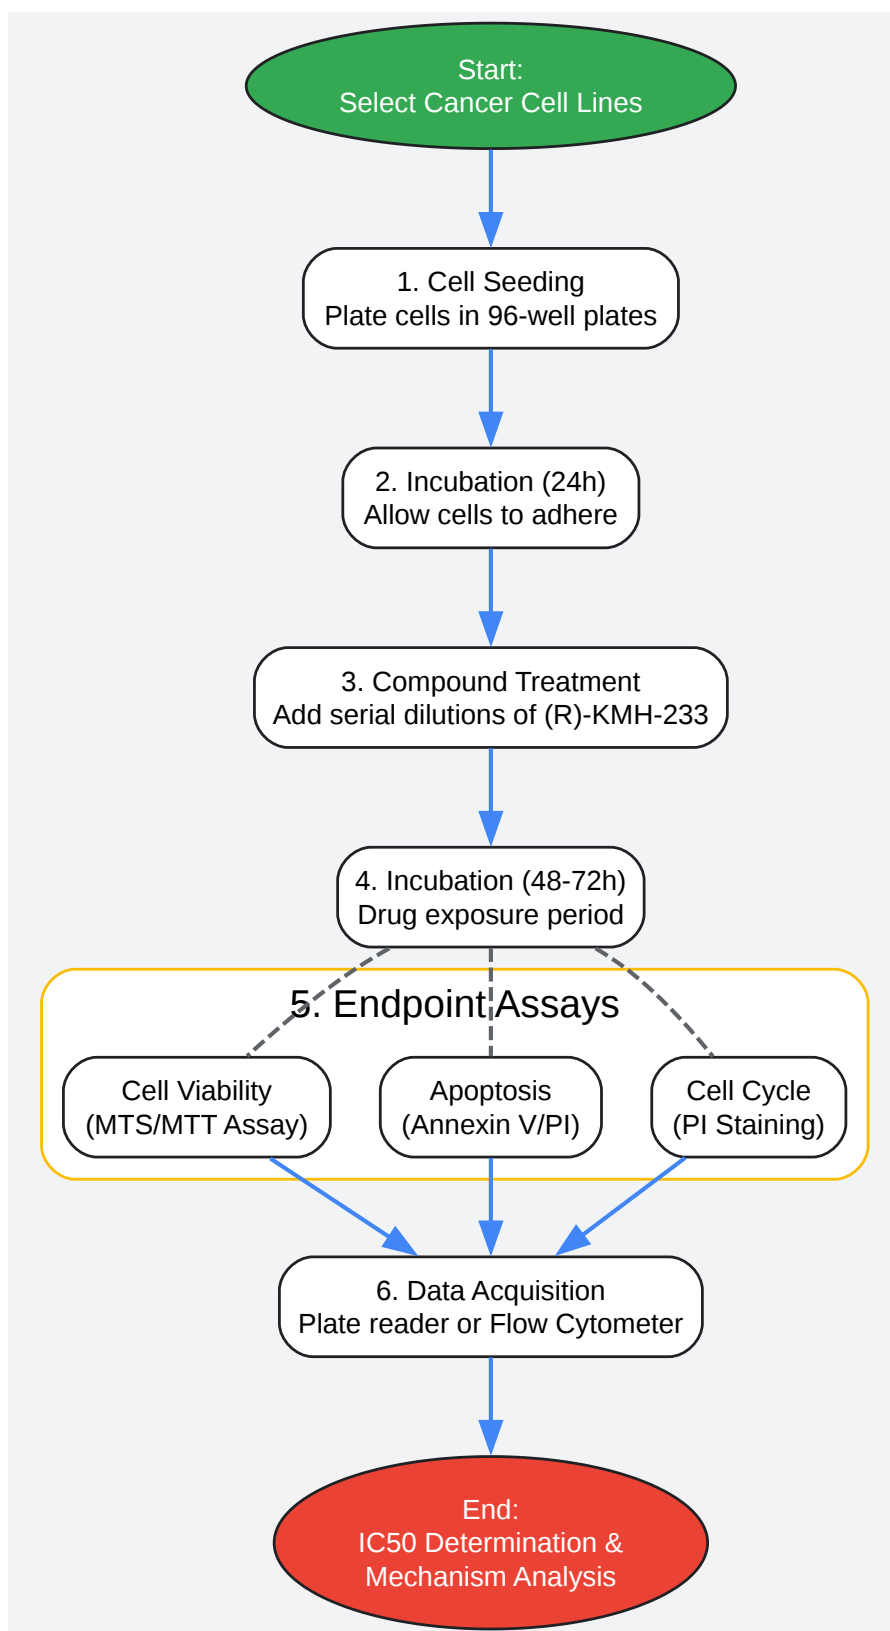 Start:
Select Cancer Cell Lines
1. Cell Seeding
Plate cells in 96-well plates
2. Incubation (24h)
Allow cells to adhere
3. Compound Treatment
Add serial dilutions of (R)-KMH-233
4. Incubation (48-72h)
Drug exposure period
5. Endpoint Assays
Cell Viability
(MTS/MTT Assay)
Apoptosis
(Annexin V/PI)
Cell Cycle
(PI Staining)
6. Data Acquisition
Plate reader or Flow Cytometer
End:
IC50 Determination &
Mechanism Analysis